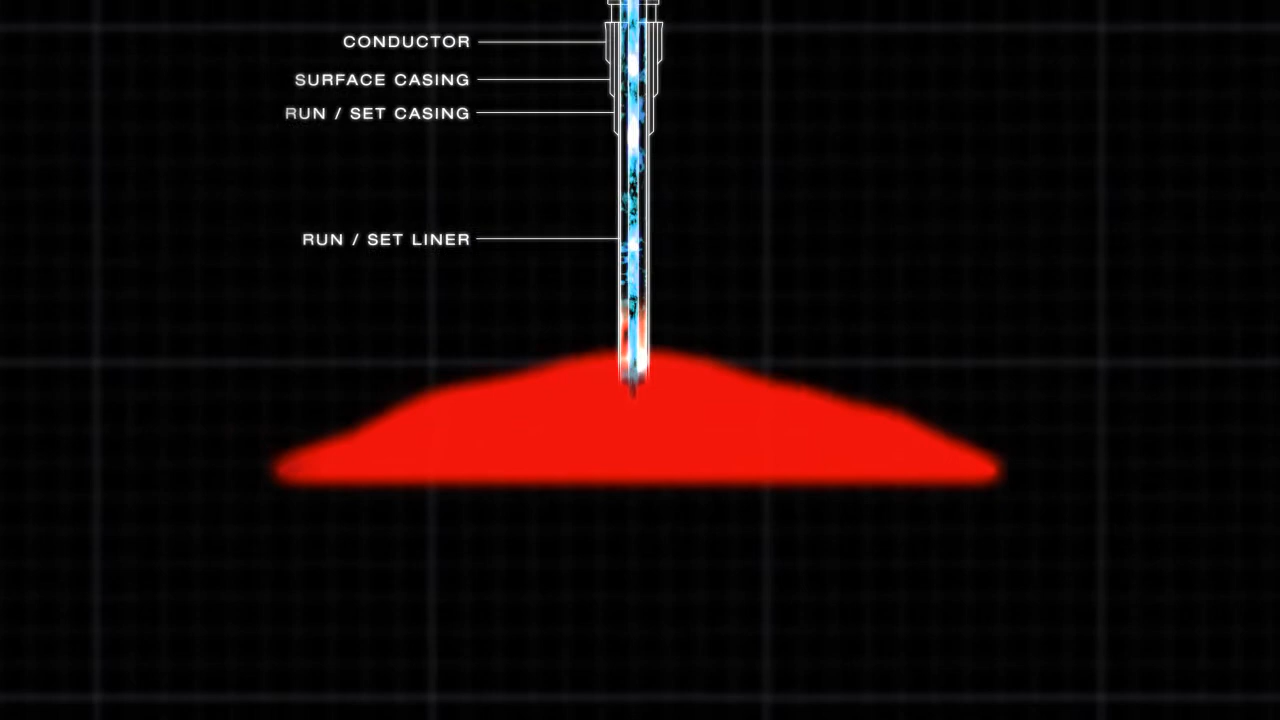 CONDUCTOR
SURFACE CASING
RUN / SET CASING
RUN / SET LINER